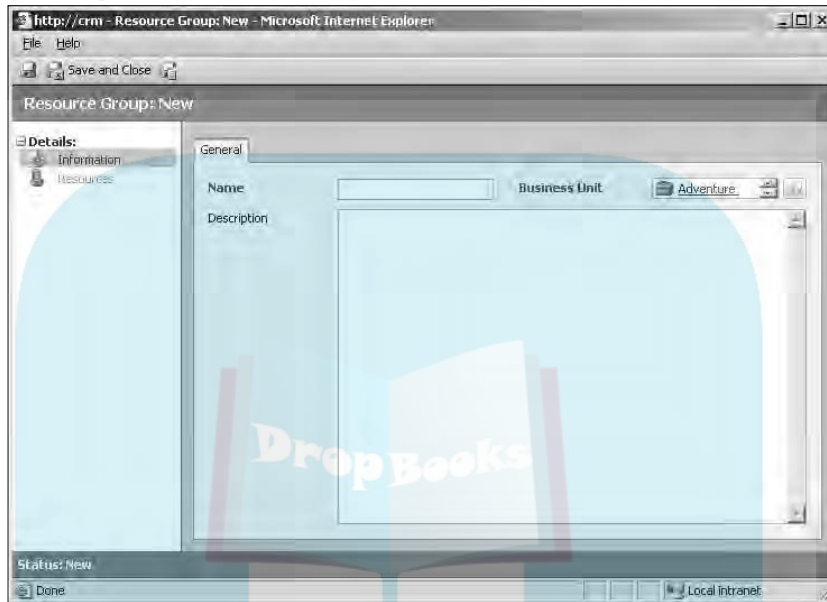 http://crm - Resource Group: New - Microsoft Internet Explorer
File Help
Save and Close
Resource Group: New
Details:
Information
Resources
General
Name
Business Unit
Adventure
Description
DropBooks
Status: New
Done
Local intranet